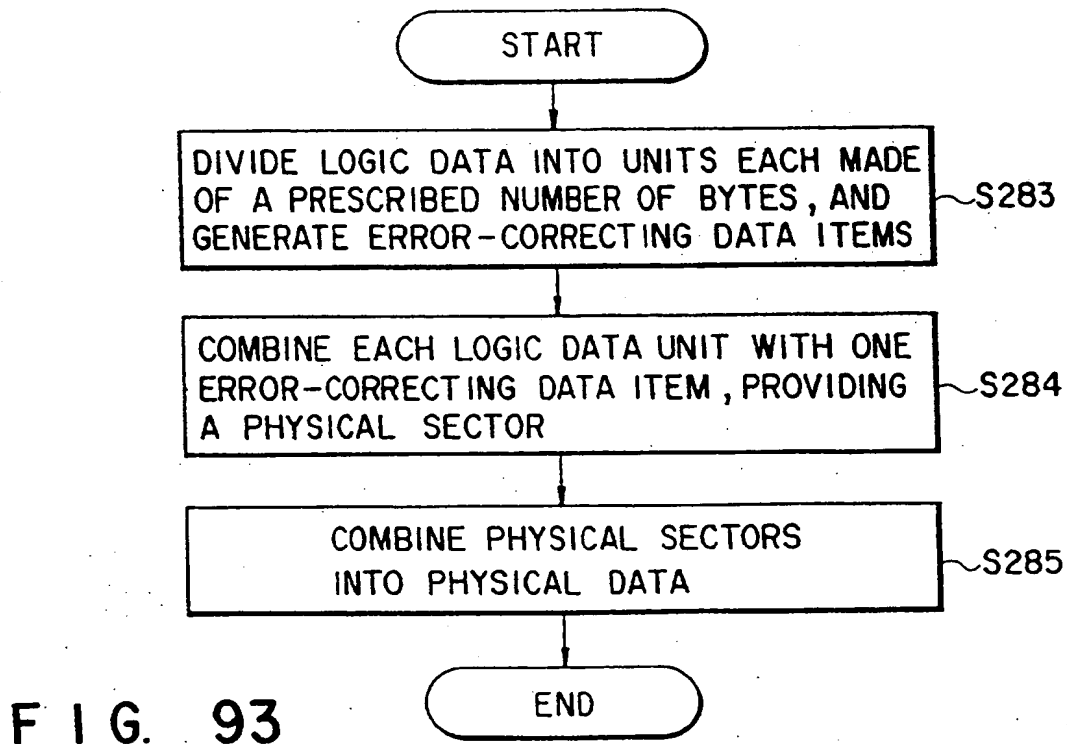 START
DIVIDE LOGIC DATA INTO UNITS EACH MADE
OF A PRESCRIBED NUMBER OF BYTES, AND
GENERATE ERROR-CORRECTING DATA ITEMS
S283
COMBINE EACH LOGIC DATA UNIT WITH ONE
ERROR-CORRECTING DATA ITEM, PROVIDING
A PHYSICAL SECTOR
S284
COMBINE PHYSICAL SECTORS
INTO PHYSICAL DATA
S285
END
FIG. 93